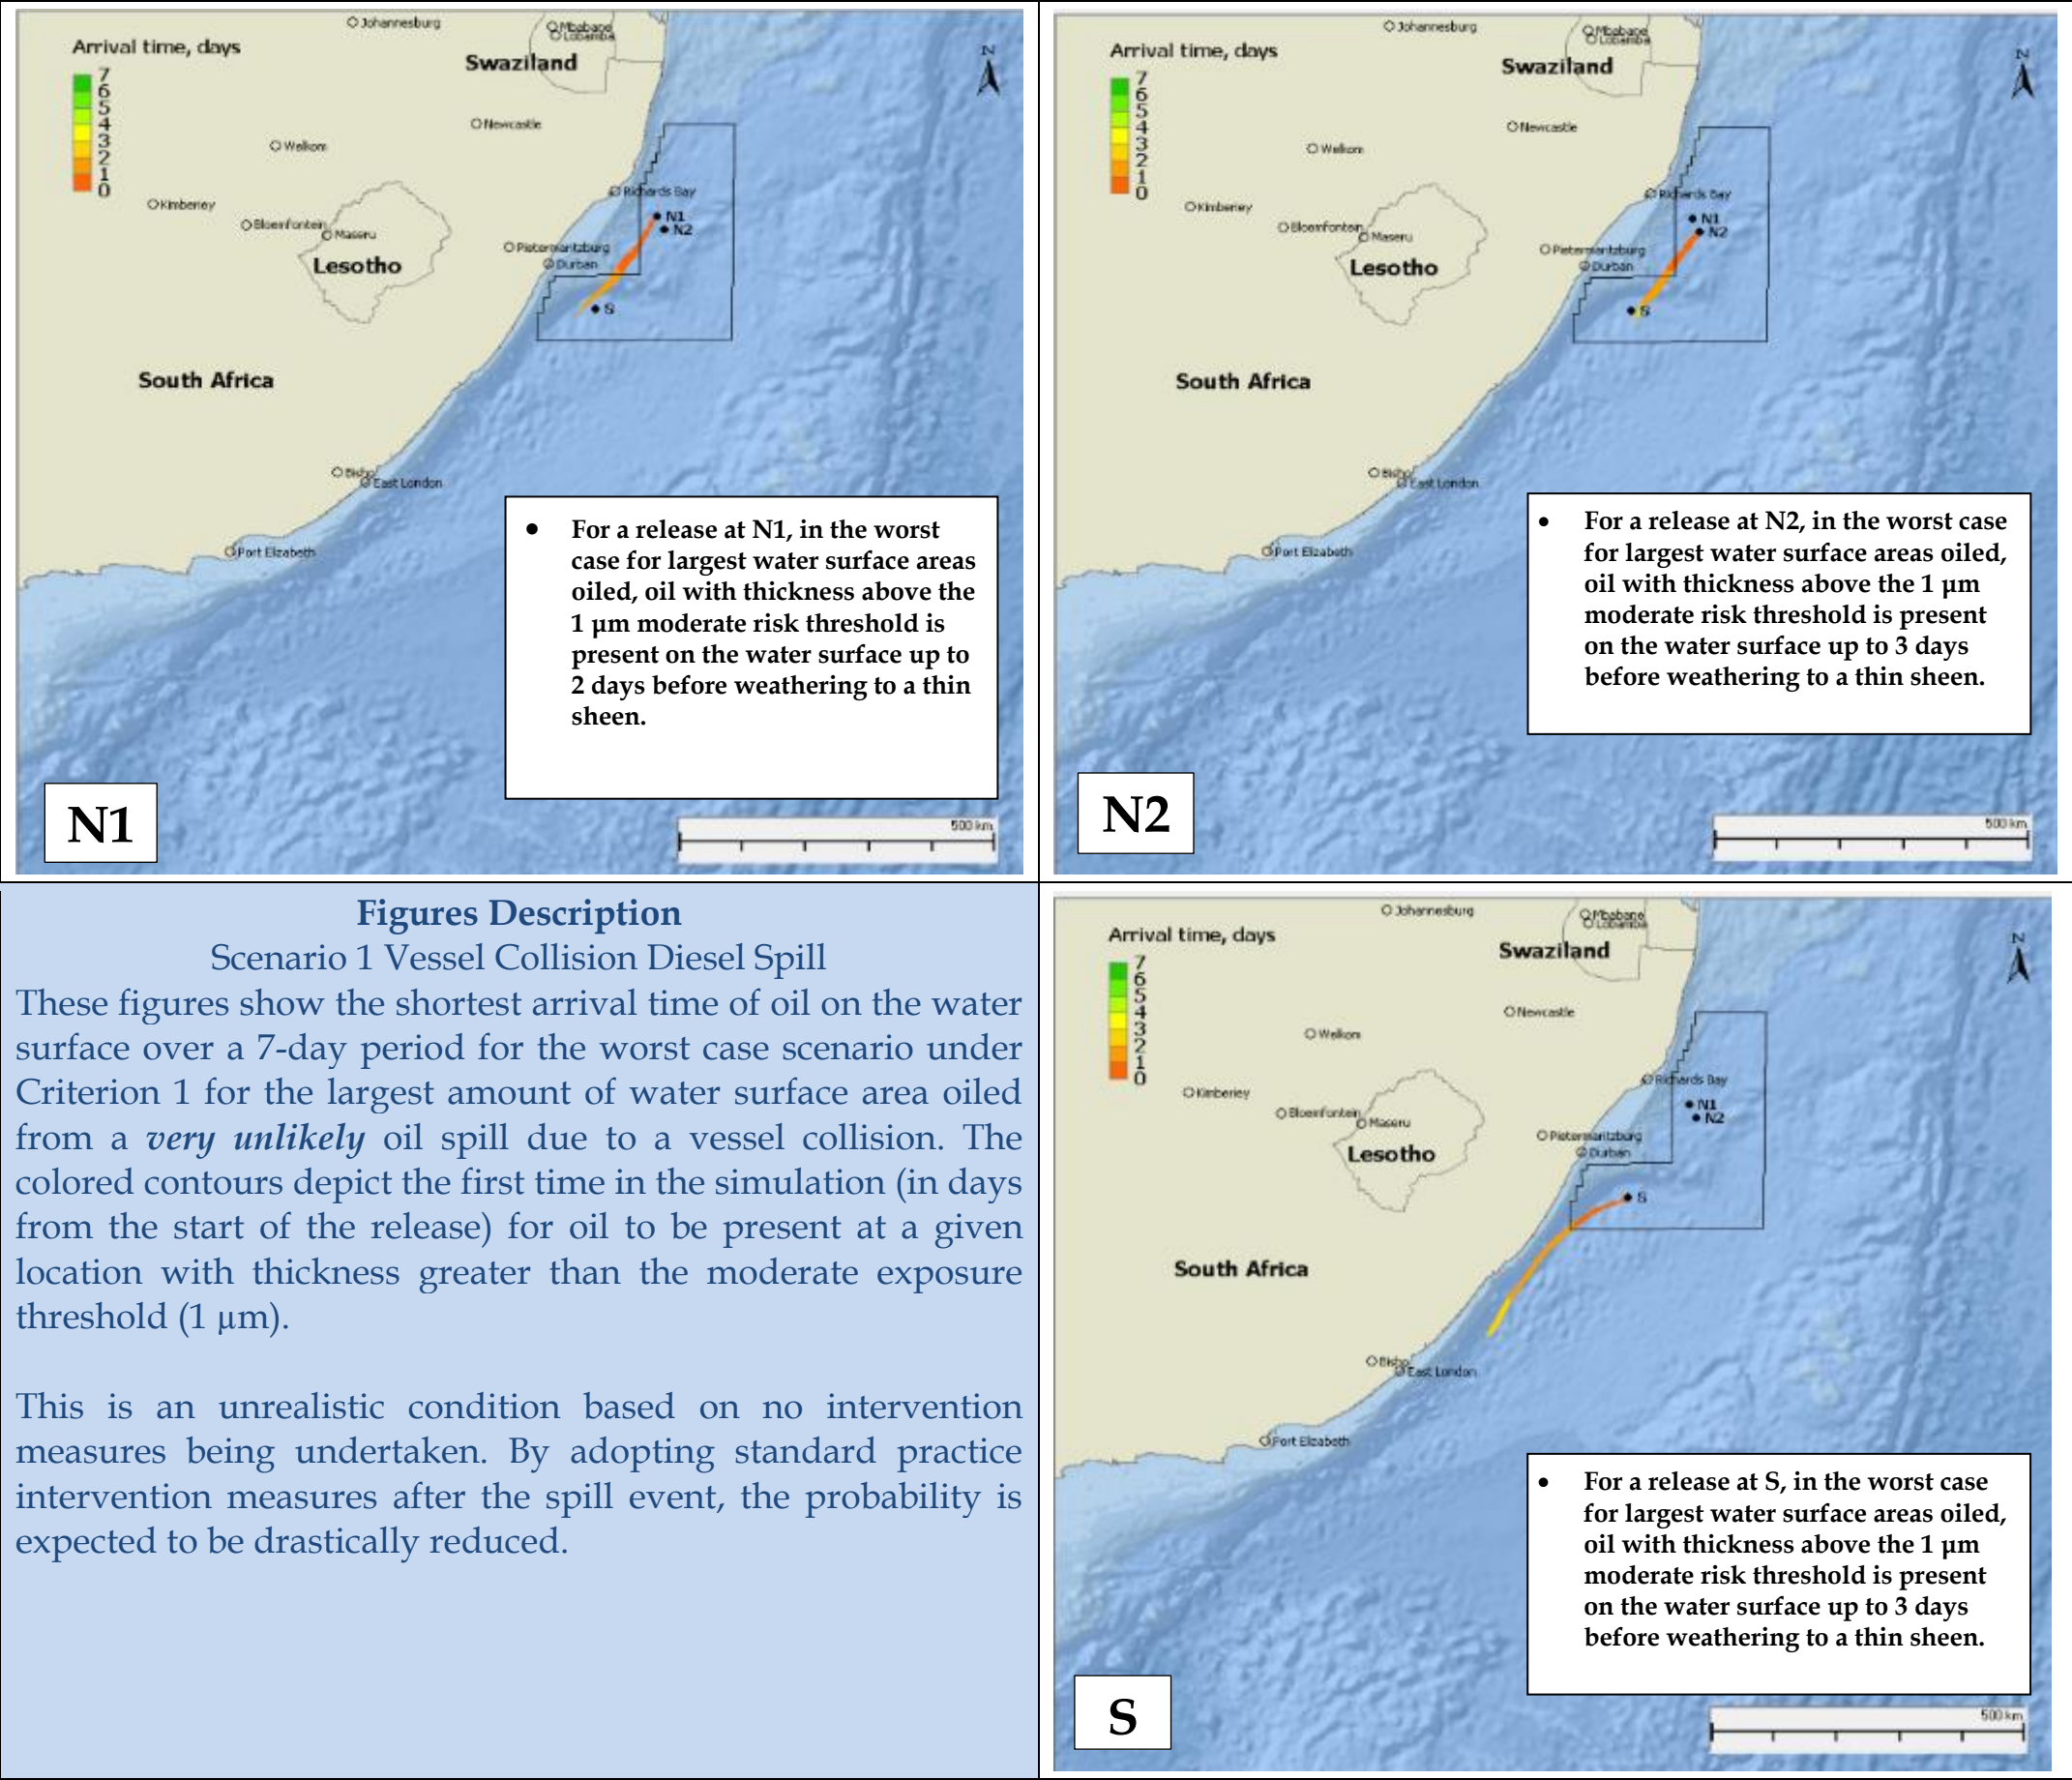 Arrival time, days
7
6
5
4
3
2
1
0
Johannesburg
Mbabane
Lobamba
Swaziland
N
Newcastle
Welkom
Kimberley
Bloemfontein
Maseru
Lesotho
Richards Bay
N1
N2
Pietermaritzburg
Durban
S
South Africa
Bisho
East London
Port Elizabeth
• For a release at N1, in the worst
case for largest water surface areas
oiled, oil with thickness above the
1 µm moderate risk threshold is
present on the water surface up to
2 days before weathering to a thin
sheen.
N1
500 km
Arrival time, days
7
6
5
4
3
2
1
0
Johannesburg
Mbabane
Lobamba
Swaziland
N
Newcastle
Welkom
Kimberley
Bloemfontein
Maseru
Lesotho
Richards Bay
N1
N2
Pietermaritzburg
Durban
S
South Africa
Bisho
East London
Port Elizabeth
• For a release at N2, in the worst case
for largest water surface areas oiled,
oil with thickness above the 1 µm
moderate risk threshold is present
on the water surface up to 3 days
before weathering to a thin sheen.
N2
500 km
Figures Description
Scenario 1 Vessel Collision Diesel Spill
These figures show the shortest arrival time of oil on the water
surface over a 7-day period for the worst case scenario under
Criterion 1 for the largest amount of water surface area oiled
from a very unlikely oil spill due to a vessel collision. The
colored contours depict the first time in the simulation (in days
from the start of the release) for oil to be present at a given
location with thickness greater than the moderate exposure
threshold (1 µm).
This is an unrealistic condition based on no intervention
measures being undertaken. By adopting standard practice
intervention measures after the spill event, the probability is
expected to be drastically reduced.
Arrival time, days
7
6
5
4
3
2
1
0
Johannesburg
Mbabane
Lobamba
Swaziland
N
Newcastle
Welkom
Kimberley
Bloemfontein
Maseru
Lesotho
Richards Bay
N1
N2
Pietermaritzburg
Durban
S
South Africa
Bisho
East London
Port Elizabeth
• For a release at S, in the worst case
for largest water surface areas oiled,
oil with thickness above the 1 µm
moderate risk threshold is present
on the water surface up to 3 days
before weathering to a thin sheen.
S
500 km